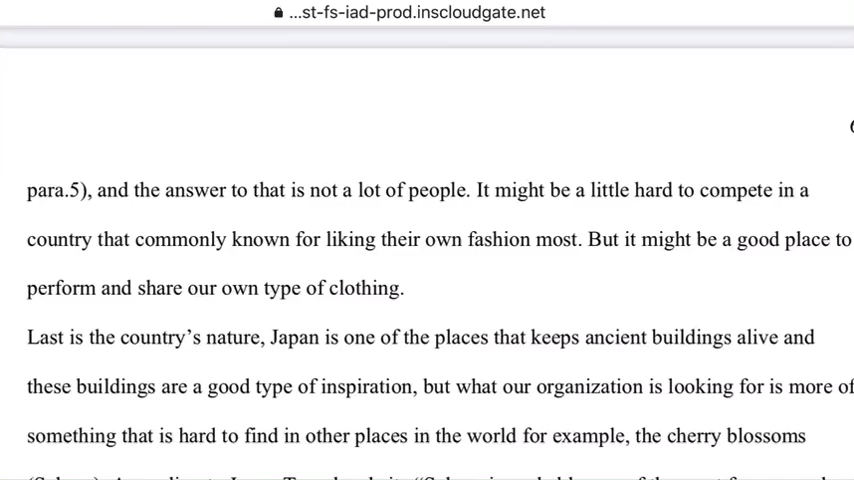 ...st-fs-iad-prod.inscloudgate.net
para.5), and the answer to that is not a lot of people. It might be a little hard to compete in a
country that commonly known for liking their own fashion most. But it might be a good place to
perform and share our own type of clothing.
Last is the country’s nature, Japan is one of the places that keeps ancient buildings alive and
these buildings are a good type of inspiration, but what our organization is looking for is more of
something that is hard to find in other places in the world for example, the cherry blossoms